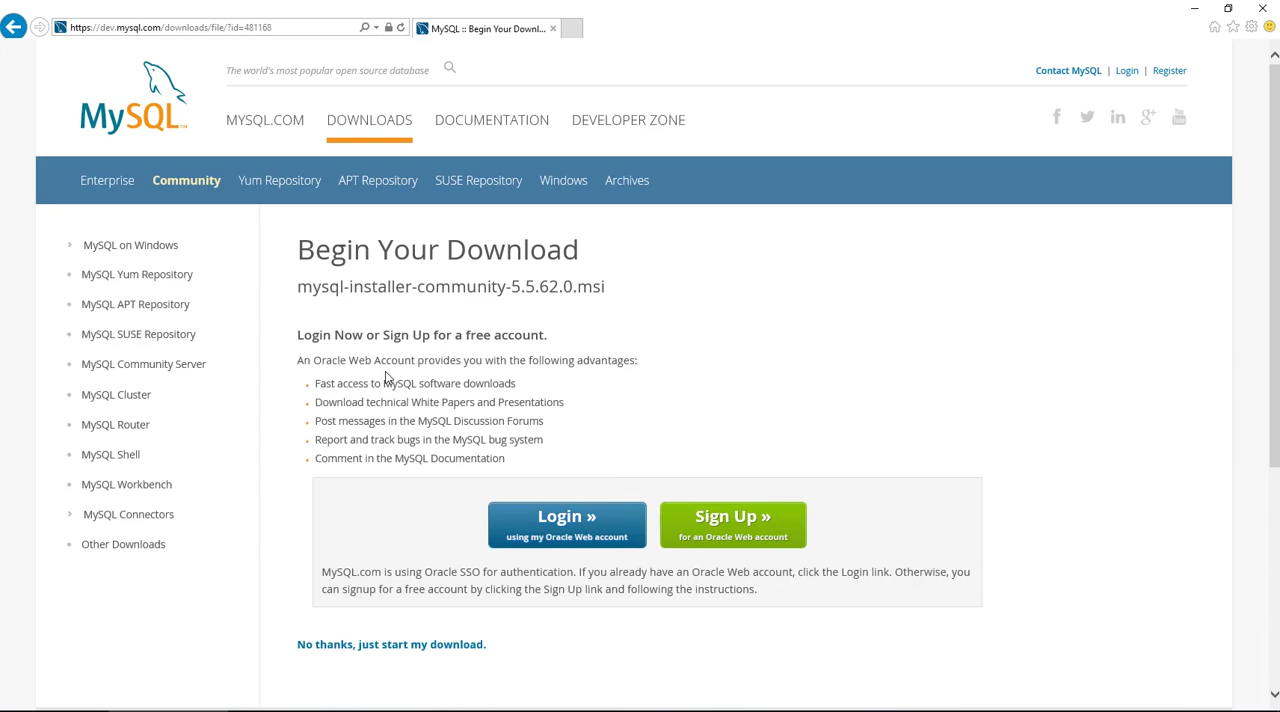 https://dev.mysql.com/downloads/file/?id=481168
MySQL :: Begin Your Downl...
The world's most popular open source database
Contact MySQL | Login | Register
MySQL™
MYSQL.COM DOWNLOADS DOCUMENTATION DEVELOPER ZONE
Enterprise Community Yum Repository APT Repository SUSE Repository Windows Archives
MySQL on Windows
MySQL Yum Repository
MySQL APT Repository
MySQL SUSE Repository
MySQL Community Server
MySQL Cluster
MySQL Router
MySQL Shell
MySQL Workbench
MySQL Connectors
Other Downloads
Begin Your Download
mysql-installer-community-5.5.62.0.msi
Login Now or Sign Up for a free account.
An Oracle Web Account provides you with the following advantages:
Fast access to MySQL software downloads
Download technical White Papers and Presentations
Post messages in the MySQL Discussion Forums
Report and track bugs in the MySQL bug system
Comment in the MySQL Documentation
Login »
using my Oracle Web account
Sign Up »
for an Oracle Web account
MySQL.com is using Oracle SSO for authentication. If you already have an Oracle Web account, click the Login link. Otherwise, you
can signup for a free account by clicking the Sign Up link and following the instructions.
No thanks, just start my download.